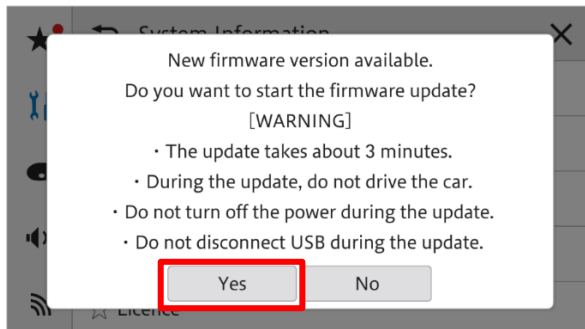 System Information
New firmware version available.
Do you want to start the firmware update?
[WARNING]
・The update takes about 3 minutes.
・During the update, do not drive the car.
・Do not turn off the power during the update.
・Do not disconnect USB during the update.
Yes
No
Licence